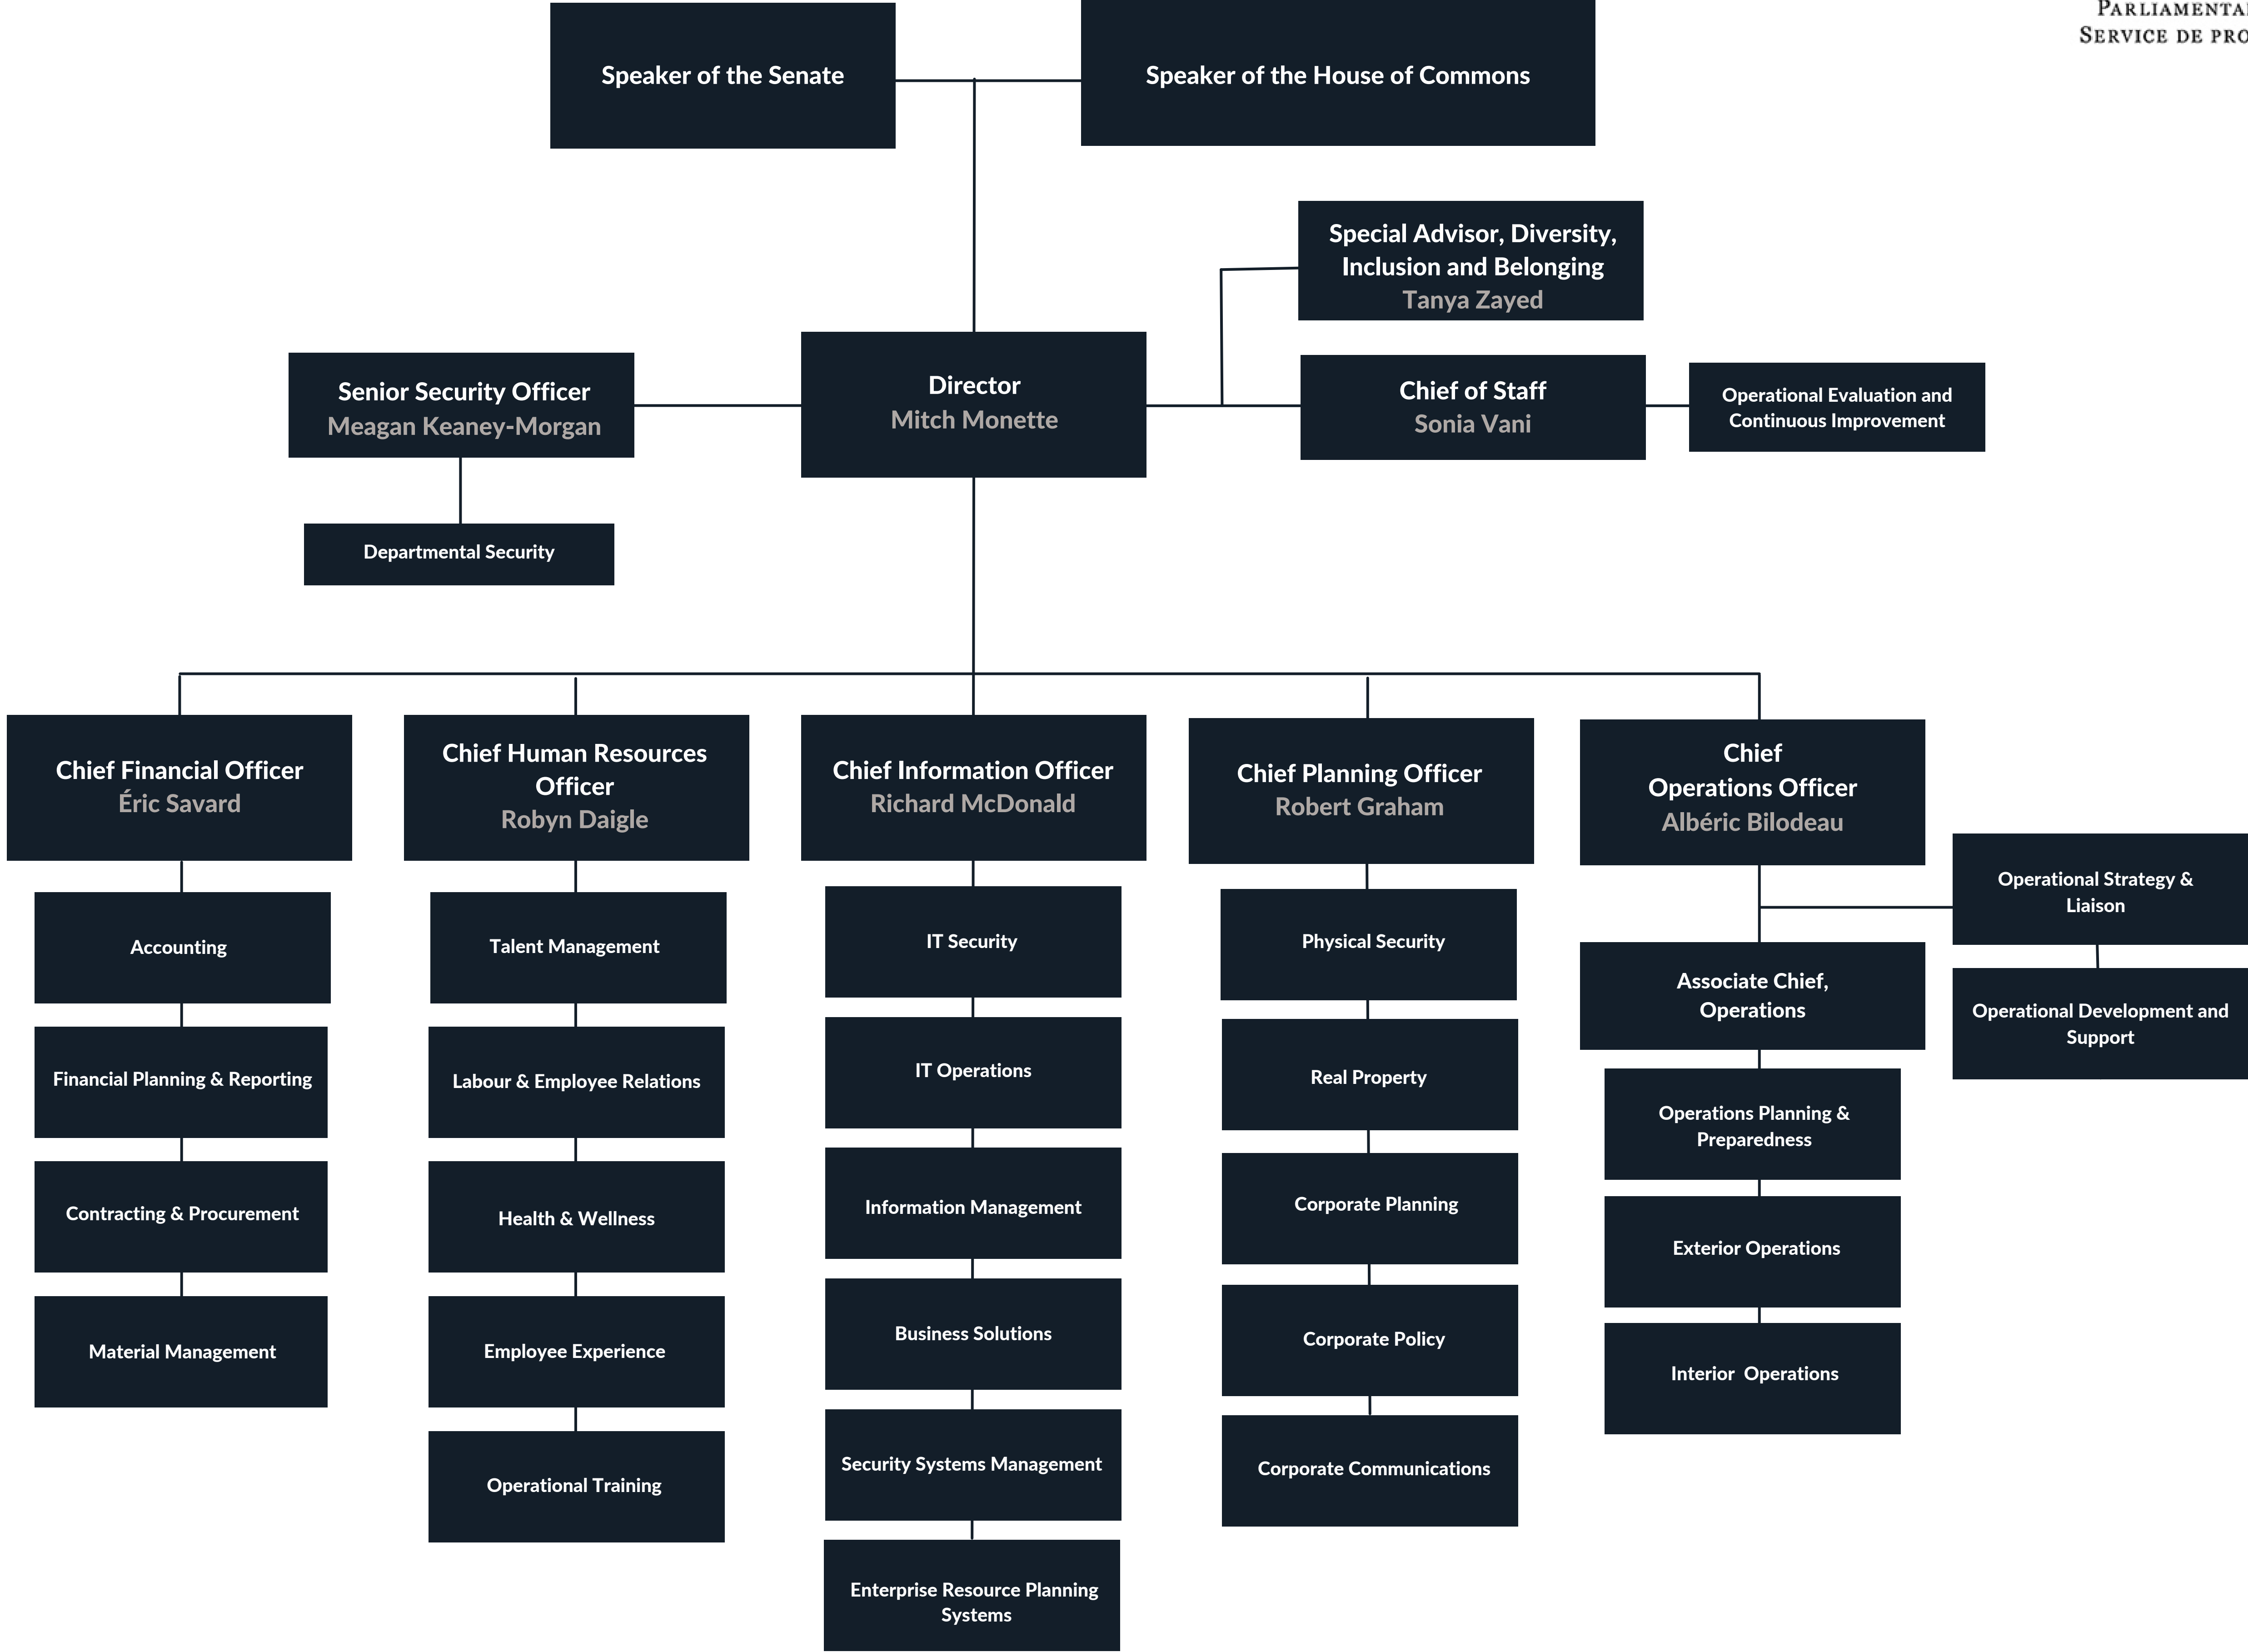 PARLIAMENTA
SERVICE DE PRO
Speaker of the Senate
Speaker of the House of Commons
Special Advisor, Diversity,
Inclusion and Belonging
Tanya Zayed
Senior Security Officer
Meagan Keaney-Morgan
Director
Mitch Monette
Chief of Staff
Sonia Vani
Operational Evaluation and
Continuous Improvement
Departmental Security
Chief Financial Officer
Éric Savard
Accounting
Financial Planning & Reporting
Contracting & Procurement
Material Management
Chief Human Resources
Officer
Robyn Daigle
Talent Management
Labour & Employee Relations
Health & Wellness
Employee Experience
Operational Training
Chief Information Officer
Richard McDonald
IT Security
IT Operations
Information Management
Business Solutions
Security Systems Management
Enterprise Resource Planning
Systems
Chief Planning Officer
Robert Graham
Physical Security
Real Property
Corporate Planning
Corporate Policy
Corporate Communications
Chief
Operations Officer
Albéric Bilodeau
Operational Strategy &
Liaison
Operational Development and
Support
Associate Chief,
Operations
Operations Planning &
Preparedness
Exterior Operations
Interior Operations